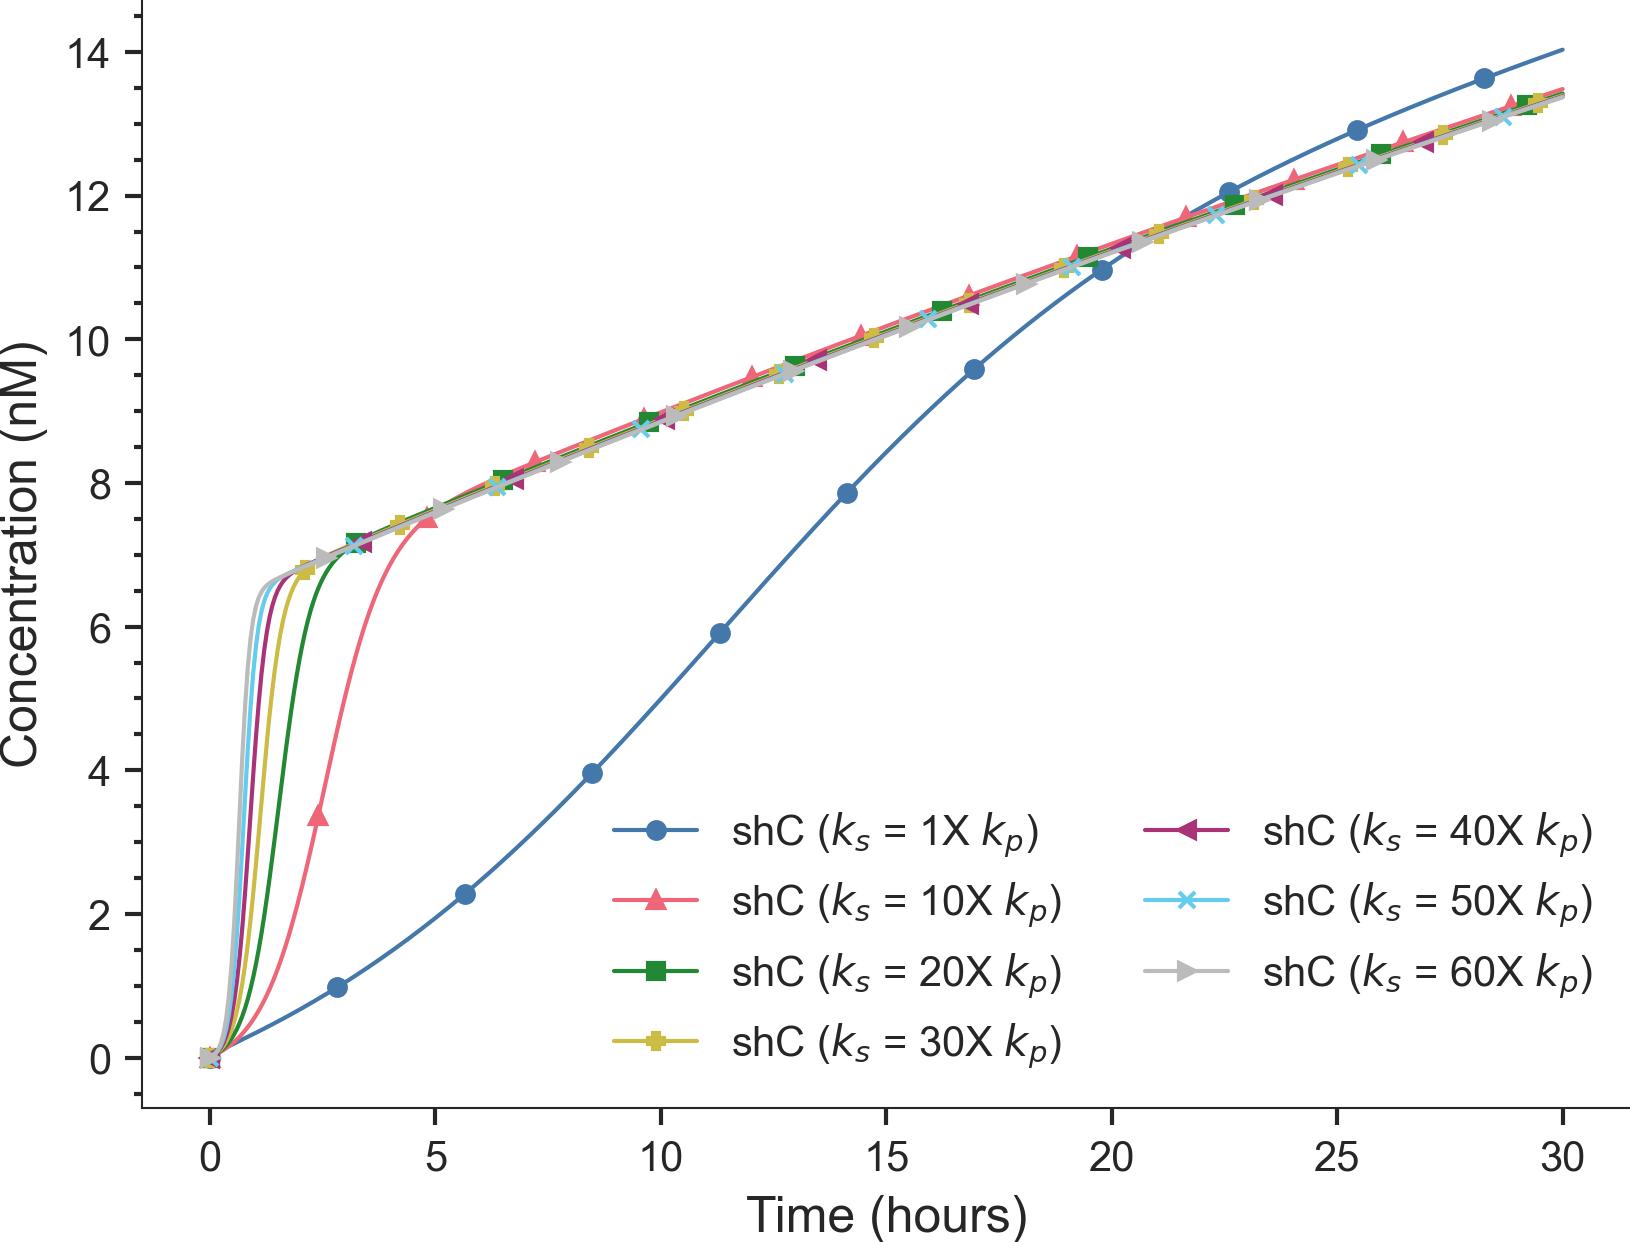 Concentration (nM)
14
12
10
8
6
4
2
0
0 5 10 15 20 25 30
Time (hours)
shC (kₛ = 1X kₚ)
shC (kₛ = 10X kₚ)
shC (kₛ = 20X kₚ)
shC (kₛ = 30X kₚ)
shC (kₛ = 40X kₚ)
shC (kₛ = 50X kₚ)
shC (kₛ = 60X kₚ)